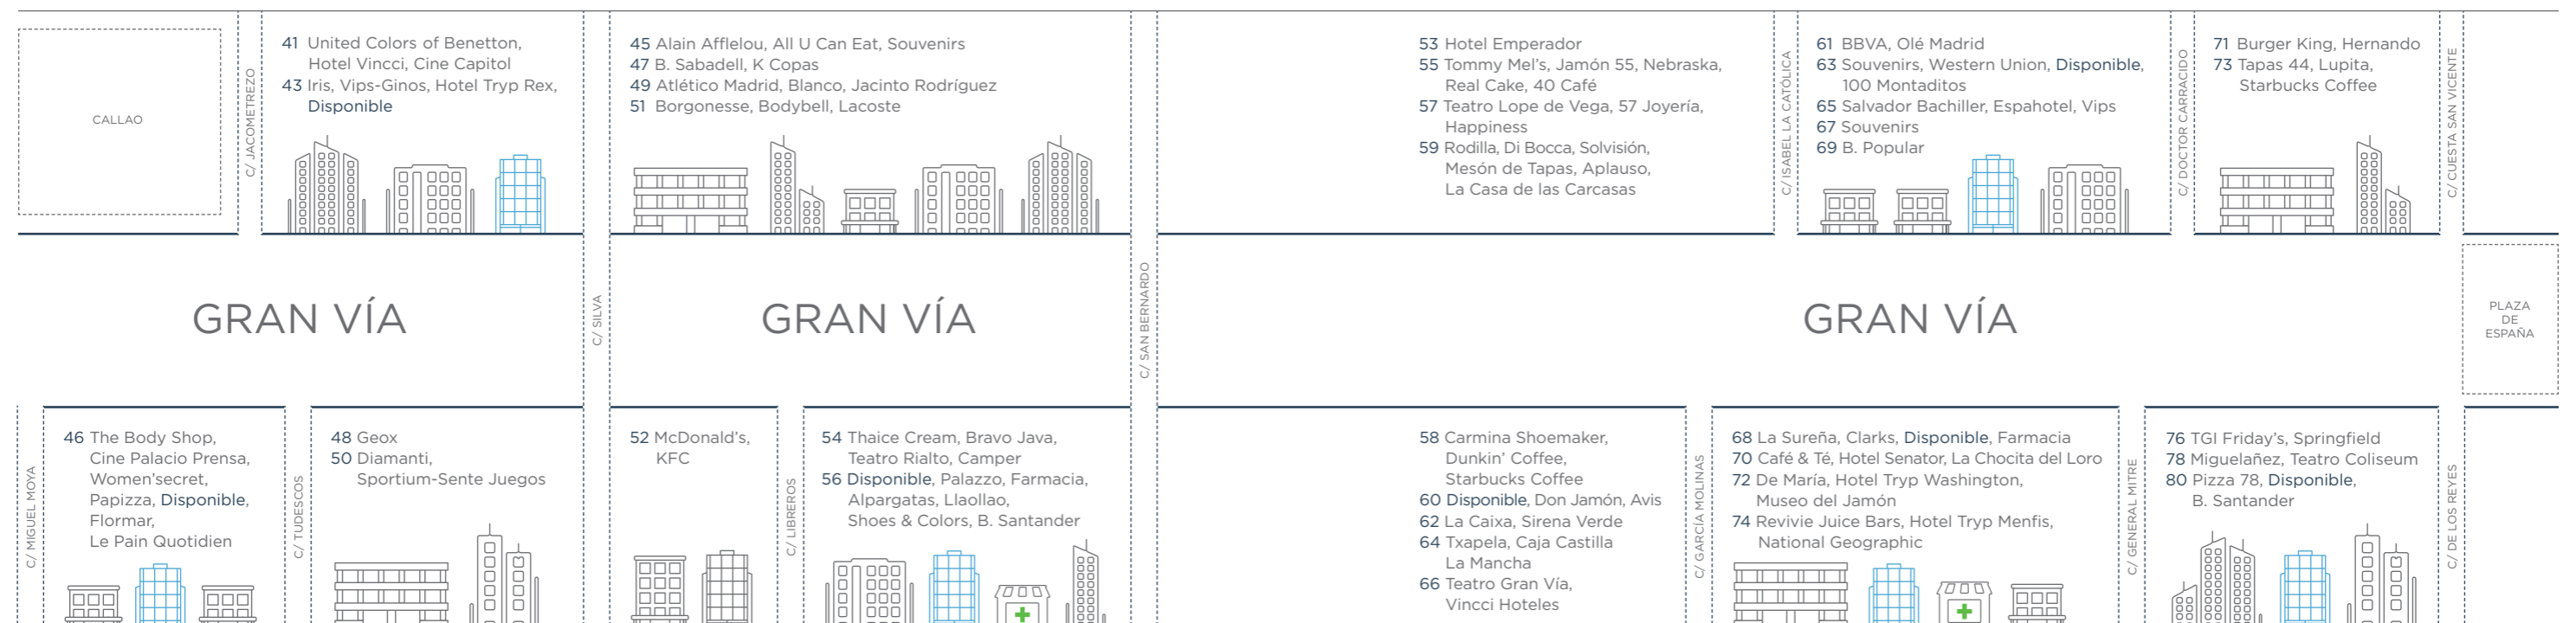 CALLAO
C/ JACOMETREZO
41 United Colors of Benetton,
Hotel Vincci, Cine Capitol
43 Iris, Vips-Ginos, Hotel Tryp Rex,
Disponible
45 Alain Afflelou, All U Can Eat, Souvenirs
47 B. Sabadell, K Copas
49 Atlético Madrid, Blanco, Jacinto Rodríguez
51 Borgonesse, Bodybell, Lacoste
53 Hotel Emperador
55 Tommy Mel's, Jamón 55, Nebraska,
Real Cake, 40 Café
57 Teatro Lope de Vega, 57 Joyería,
Happiness
59 Rodilla, Di Bocca, Solvisión,
Mesón de Tapas, Aplauso,
La Casa de las Carcasas
C/ ISABEL LA CATÓLICA
61 BBVA, Olé Madrid
63 Souvenirs, Western Union, Disponible,
100 Montaditos
65 Salvador Bachiller, Espahotel, Vips
67 Souvenirs
69 B. Popular
C/ DOCTOR CARRACIDO
71 Burger King, Hernando
73 Tapas 44, Lupita,
Starbucks Coffee
C/ CUESTA SAN VICENTE
GRAN VÍA
C/ SILVA
GRAN VÍA
C/ SAN BERNARDO
GRAN VÍA
PLAZA
DE
ESPAÑA
C/ MIGUEL MOYA
46 The Body Shop,
Cine Palacio Prensa,
Women'secret,
Papizza, Disponible,
Flormar,
Le Pain Quotidien
C/ TUDESCOS
48 Geox
50 Diamanti,
Sportium-Sente Juegos
52 McDonald's,
KFC
C/ LIBREROS
54 Thaice Cream, Bravo Java,
Teatro Rialto, Camper
56 Disponible, Palazzo, Farmacia,
Alpargatas, Llaollao,
Shoes & Colors, B. Santander
58 Carmina Shoemaker,
Dunkin' Coffee,
Starbucks Coffee
60 Disponible, Don Jamón, Avis
62 La Caixa, Sirena Verde
64 Txapela, Caja Castilla
La Mancha
66 Teatro Gran Vía,
Vincci Hoteles
C/ GARCÍA MOLINAS
68 La Sureña, Clarks, Disponible, Farmacia
70 Café & Té, Hotel Senator, La Chocita del Loro
72 De María, Hotel Tryp Washington,
Museo del Jamón
74 Revivie Juice Bars, Hotel Tryp Menfis,
National Geographic
C/ GENERAL MITRE
76 TGI Friday's, Springfield
78 Miguelañez, Teatro Coliseum
80 Pizza 78, Disponible,
B. Santander
C/ DE LOS REYES